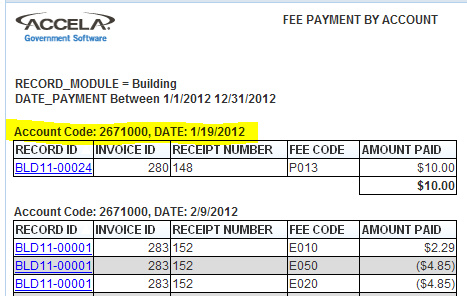 ACCELA
Government Software
FEE PAYMENT BY ACCOUNT
RECORD_MODULE = Building
DATE_PAYMENT Between 1/1/2012 12/31/2012
Account Code: 2671000, DATE: 1/19/2012
RECORD ID INVOICE ID RECEIPT NUMBER FEE CODE AMOUNT PAID
BLD11-00024 280 148 P013 $10.00
$10.00
Account Code: 2671000, DATE: 2/9/2012
RECORD ID INVOICE ID RECEIPT NUMBER FEE CODE AMOUNT PAID
BLD11-00001 283 152 E010 $2.29
BLD11-00001 283 152 E050 ($4.85)
BLD11-00001 283 152 E020 ($4.85)